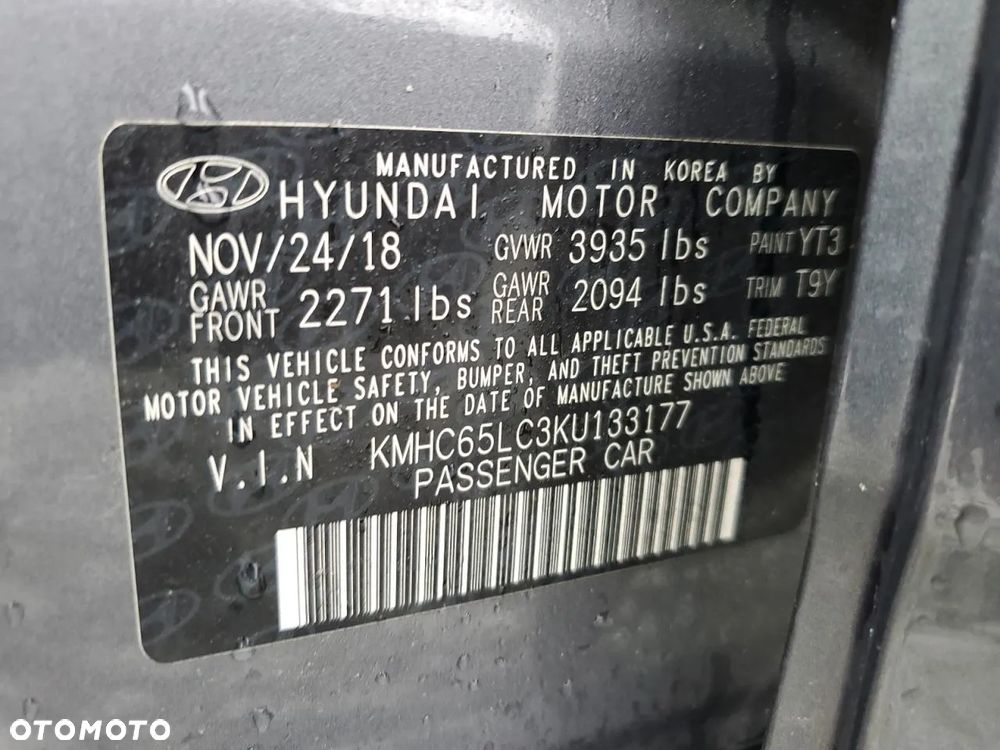 MANUFACTURED IN KOREA BY
HYUNDAI MOTOR COMPANY
NOV/24/18 GVWR 3935 lbs PAINT YT3
GAWR FRONT 2271 lbs GAWR REAR 2094 lbs TRIM T9Y
THIS VEHICLE CONFORMS TO ALL APPLICABLE U.S.A. FEDERAL
MOTOR VEHICLE SAFETY, BUMPER, AND THEFT PREVENTION STANDARDS
IN EFFECT ON THE DATE OF MANUFACTURE SHOWN ABOVE
V.I.N KMHC65LC3KU133177
PASSENGER CAR
OTOMOTO